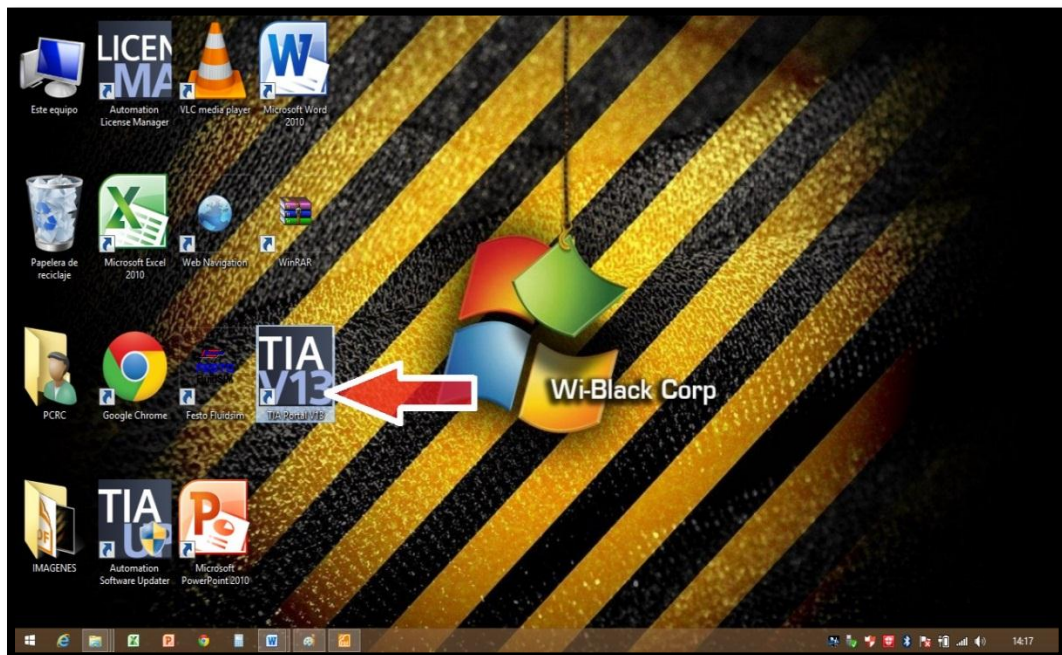 LICEN
-MA
W
Este equipo
Automation
License Manager
VLC media player
Microsoft Word
2010
X
Papelera de
reciclaje
Microsoft Excel
2010
Web Navigation
WinRAR
TIA
V13
PCRC
Google Chrome
Festo Fluidsim
TIA Portal V13
Wi-Black Corp
TIA
UP
P
IMAGENES
Automation
Software Updater
Microsoft
PowerPoint 2010
14:17